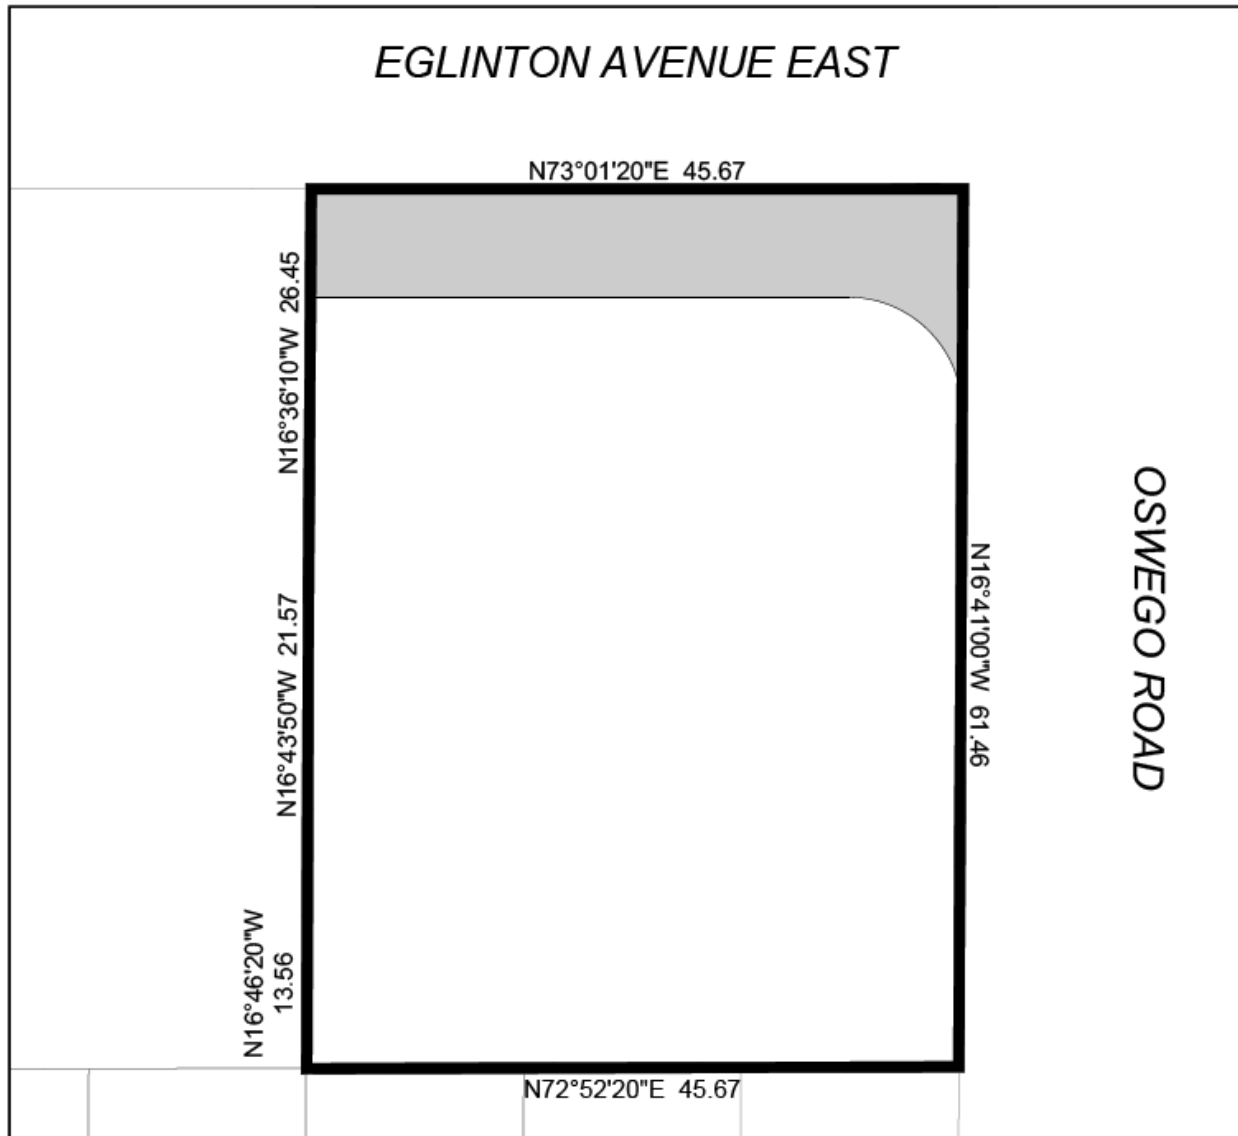 EGLINTON AVENUE EAST
N73°01'20"E 45.67
N16°36'10"W 26.45
N16°43'50"W 21.57
N16°46'20"W
13.56
N16°41'00"W 61.46
OSWEGO ROAD
N72°52'20"E 45.67